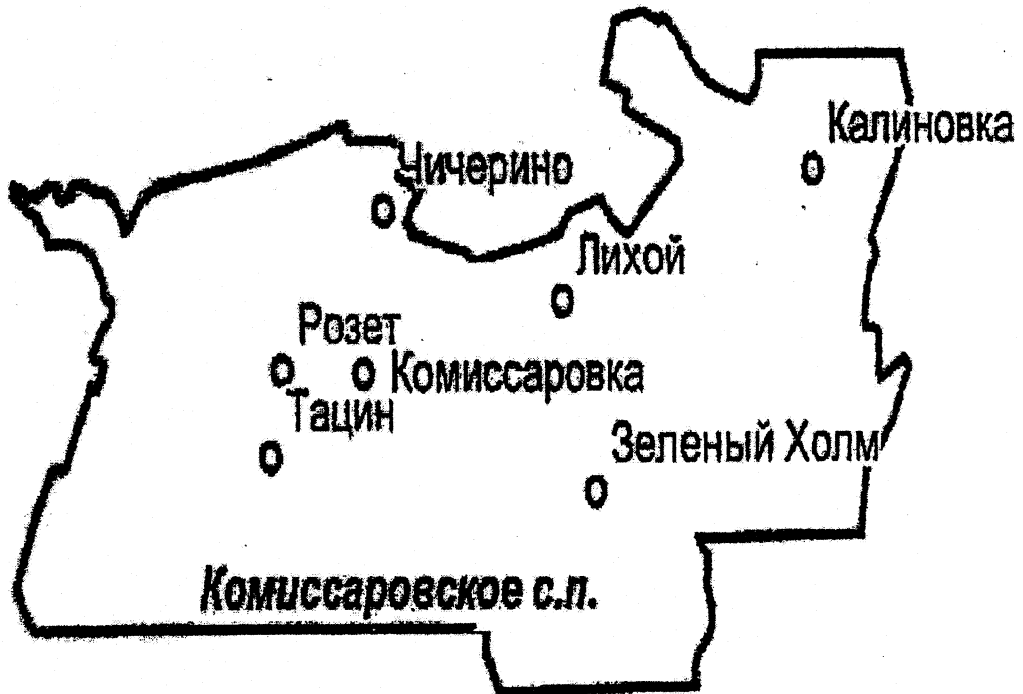 Калиновка
Чичерино
Лихой
Розет
Комиссаровка
Тацин
Зеленый Холм
Комиссаровское с.п.